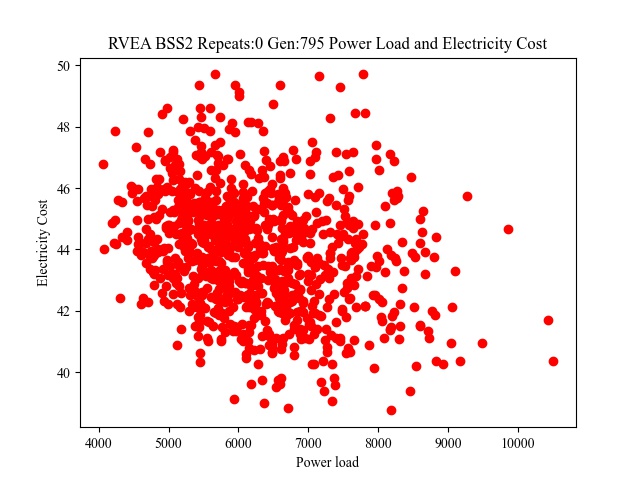 RVEA BSS2 Repeats:0 Gen:795 Power Load and Electricity Cost
50
48
46
44
42
40
Electricity Cost
4000 5000 6000 7000 8000 9000 10000
Power load